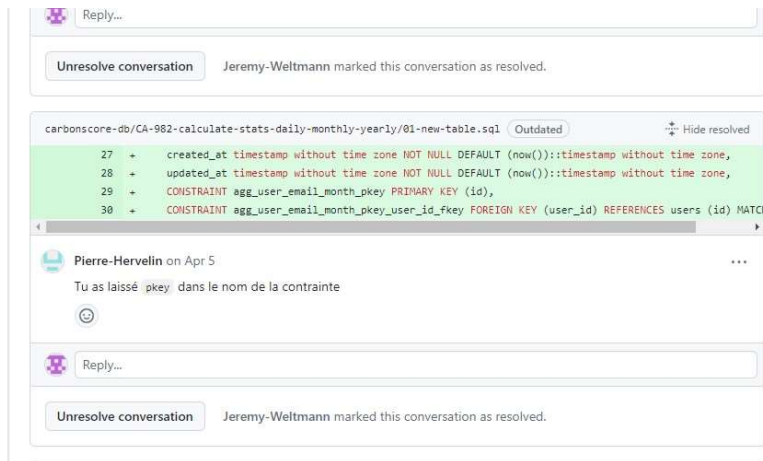 Reply...
Unresolve conversation Jeremy-Weltmann marked this conversation as resolved.
carbonscore-db/CA-982-calculate-stats-daily-monthly-yearly/01-new-table.sql Outdated Hide resolved
27 + created_at timestamp without time zone NOT NULL DEFAULT (now())::timestamp without time zone,
28 + updated_at timestamp without time zone NOT NULL DEFAULT (now())::timestamp without time zone,
29 + CONSTRAINT agg_user_email_month_pkey PRIMARY KEY (id),
30 + CONSTRAINT agg_user_email_month_pkey_user_id_fkey FOREIGN KEY (user_id) REFERENCES users (id) MATC
Pierre-Hervelin on Apr 5
Tu as laissé pkey dans le nom de la contrainte
Reply...
Unresolve conversation Jeremy-Weltmann marked this conversation as resolved.